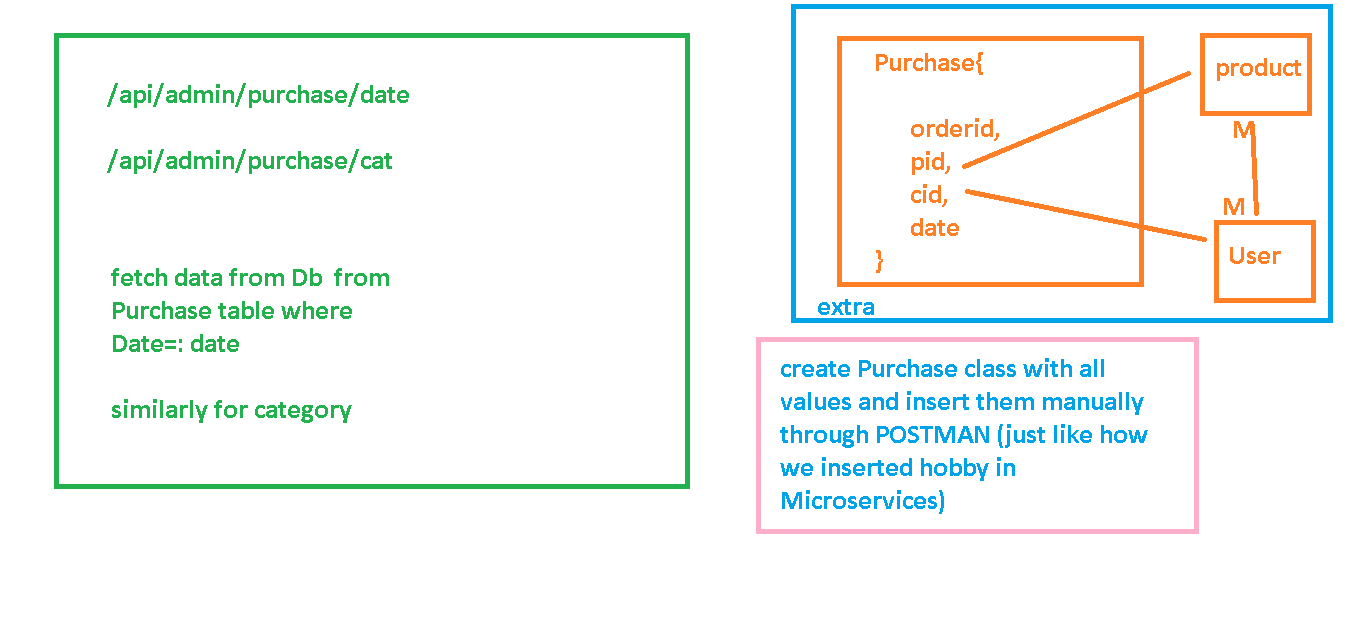 /api/admin/purchase/date
/api/admin/purchase/cat
fetch data from Db  from
Purchase table where
Date=: date
similarly for category
Purchase{
orderid,
pid,
cid,
date
}
extra
product
M
M
User
create Purchase class with all
values and insert them manually
through POSTMAN (just like how
we inserted hobby in
Microservices)